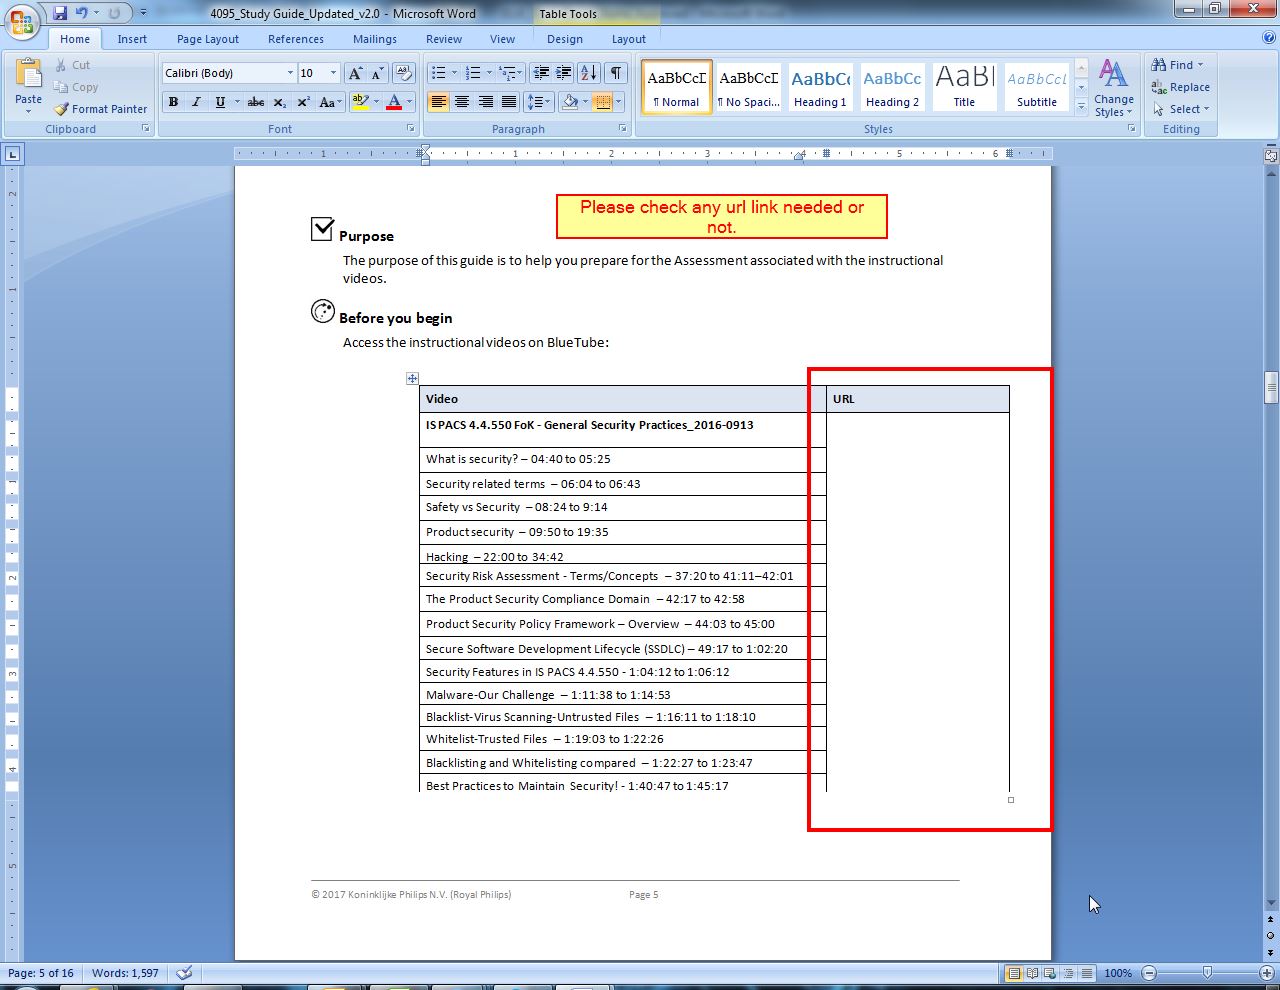 4095_Study Guide_Updated_v2.0 - Microsoft Word
Table Tools
Home Insert Page Layout References Mailings Review View Design Layout
Paste
Cut
Copy
Format Painter
Clipboard
Calibri (Body) 10
B I U abc X₂ X² Aa
Font
Paragraph
AaBbCcD AaBbCcD AaBbCc AaBbCc AaBl AaBbCcL
¶ Normal ¶ No Spaci... Heading 1 Heading 2 Title Subtitle
Change Styles
Styles
Find
Replace
Select
Editing
1 1 2 3 4 5 6
Please check any url link needed or
not.
Purpose
The purpose of this guide is to help you prepare for the Assessment associated with the instructional
videos.
Before you begin
Access the instructional videos on BlueTube:
Video URL
IS PACS 4.4.550 FoK - General Security Practices_2016-0913
What is security? – 04:40 to 05:25
Security related terms – 06:04 to 06:43
Safety vs Security – 08:24 to 9:14
Product security – 09:50 to 19:35
Hacking – 22:00 to 34:42
Security Risk Assessment - Terms/Concepts – 37:20 to 41:11–42:01
The Product Security Compliance Domain – 42:17 to 42:58
Product Security Policy Framework – Overview – 44:03 to 45:00
Secure Software Development Lifecycle (SSDLC) – 49:17 to 1:02:20
Security Features in IS PACS 4.4.550 - 1:04:12 to 1:06:12
Malware-Our Challenge – 1:11:38 to 1:14:53
Blacklist-Virus Scanning-Untrusted Files – 1:16:11 to 1:18:10
Whitelist-Trusted Files – 1:19:03 to 1:22:26
Blacklisting and Whitelisting compared – 1:22:27 to 1:23:47
Best Practices to Maintain Security! - 1:40:47 to 1:45:17
© 2017 Koninklijke Philips N.V. (Royal Philips) Page 5
Page: 5 of 16 Words: 1,597 100%